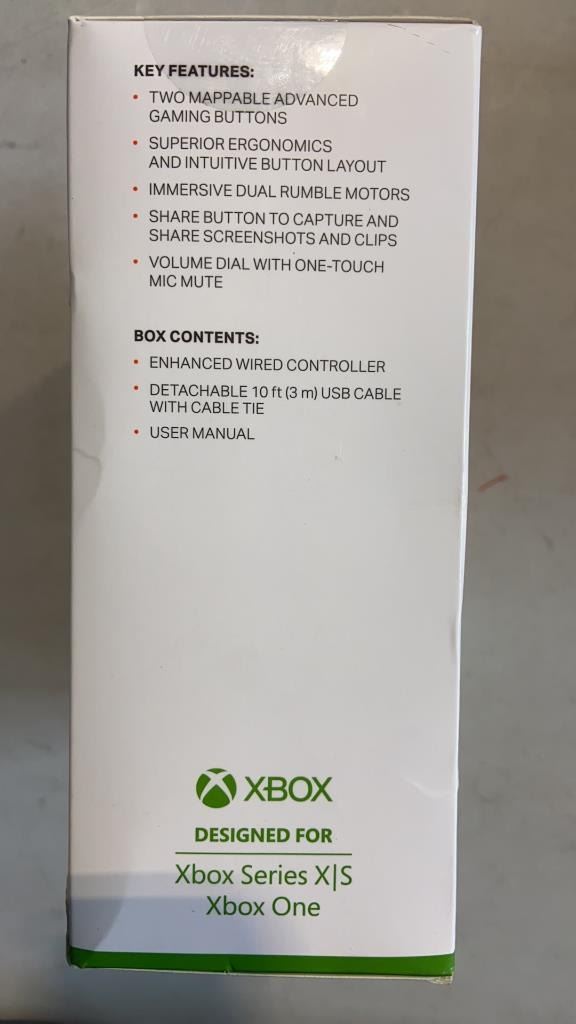 KEY FEATURES:
• TWO MAPPABLE ADVANCED
GAMING BUTTONS
• SUPERIOR ERGONOMICS
AND INTUITIVE BUTTON LAYOUT
• IMMERSIVE DUAL RUMBLE MOTORS
• SHARE BUTTON TO CAPTURE AND
SHARE SCREENSHOTS AND CLIPS
• VOLUME DIAL WITH ONE-TOUCH
MIC MUTE
BOX CONTENTS:
• ENHANCED WIRED CONTROLLER
• DETACHABLE 10 ft (3 m) USB CABLE
WITH CABLE TIE
• USER MANUAL
XBOX
DESIGNED FOR
Xbox Series X|S
Xbox One